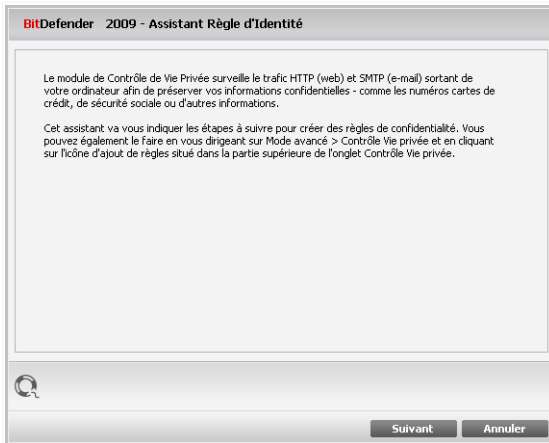 BitDefender 2009 - Assistant Règle d'Identité
Le module de Contrôle de Vie Privée surveille le trafic HTTP (web) et SMTP (e-mail) sortant de
votre ordinateur afin de préserver vos informations confidentielles - comme les numéros cartes de
crédit, de sécurité sociale ou d'autres informations.
Cet assistant va vous indiquer les étapes à suivre pour créer des règles de confidentialité. Vous
pouvez également le faire en vous dirigeant sur Mode avancé > Contrôle Vie privée et en cliquant
sur l'icône d'ajout de règles situé dans la partie supérieure de l'onglet Contrôle Vie privée.
Suivant Annuler